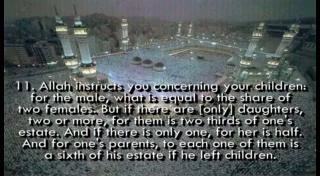 11. Allah instructs you concerning your children:
for the male, what is equal to the share of
two females. But if there are [only] daughters,
two or more, for them is two thirds of one's
estate. And if there is only one, for her is half.
And for one's parents, to each one of them is
a sixth of his estate if he left children.